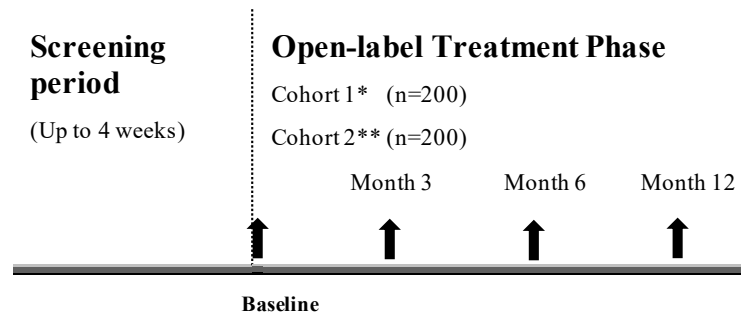 Screening
period
(Up to 4 weeks)
Open-label Treatment Phase
Cohort 1* (n=200)
Cohort 2** (n=200)
Month 3
Month 6
Month 12
Baseline